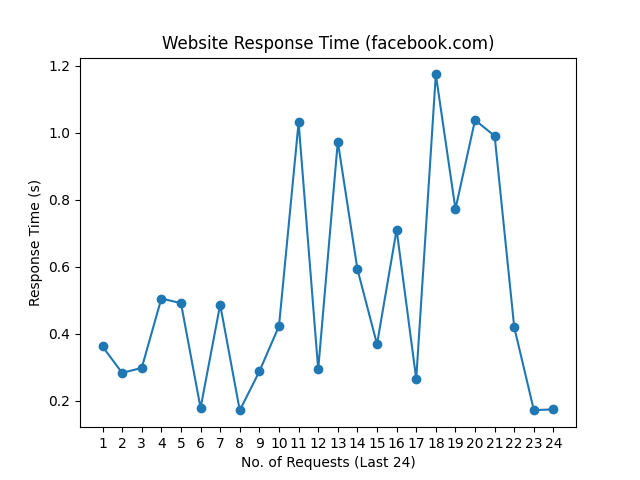 Website Response Time (facebook.com)
1.2
1.0
0.8
0.6
0.4
0.2
Response Time (s)
1 2 3 4 5 6 7 8 9 10 11 12 13 14 15 16 17 18 19 20 21 22 23 24
No. of Requests (Last 24)